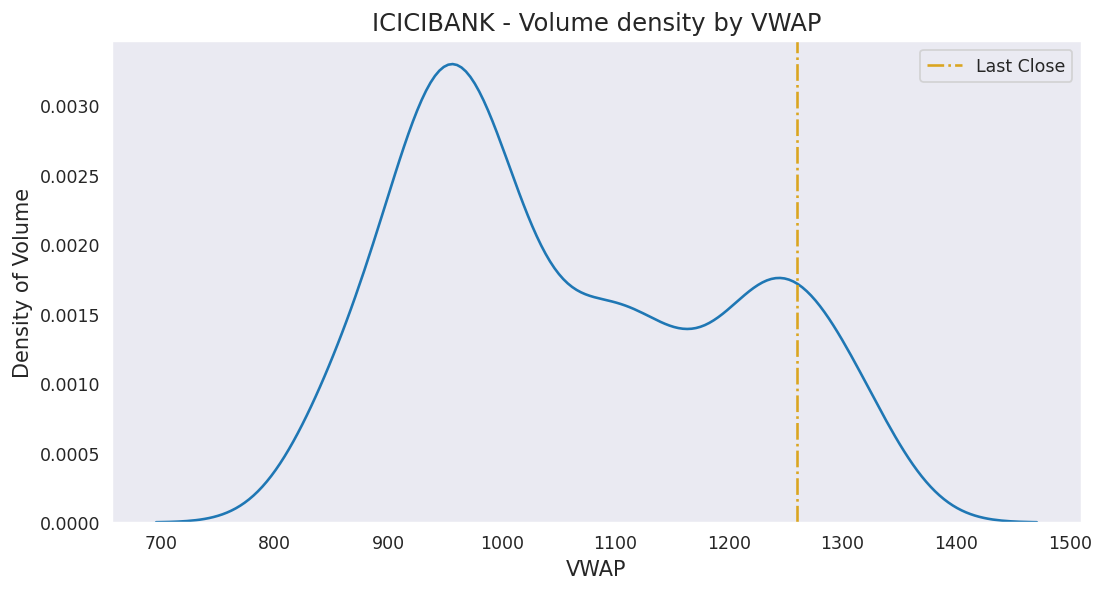 ICICIBANK - Volume density by VWAP
Last Close
Density of Volume
0.0030
0.0025
0.0020
0.0015
0.0010
0.0005
0.0000
700 800 900 1000 1100 1200 1300 1400 1500
VWAP